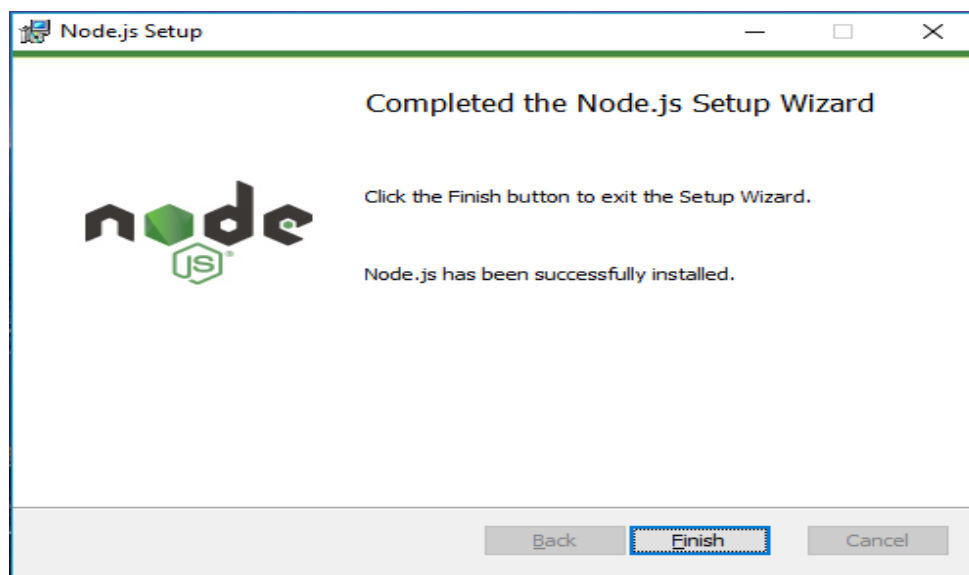 Node.js Setup
Completed the Node.js Setup Wizard
Click the Finish button to exit the Setup Wizard.
node
JS®
Node.js has been successfully installed.
Back Finish Cancel